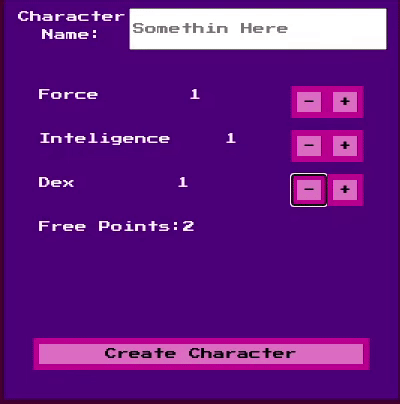 Character
Name:
Somethin Here
Force 1 - +
Inteligence 1 - +
Dex 1 - +
Free Points:2
Create Character